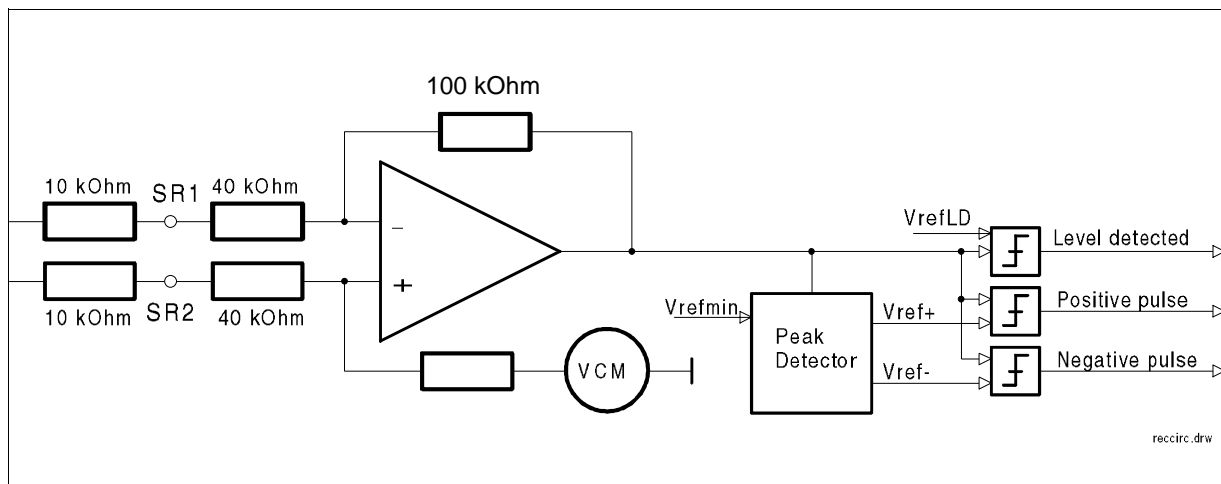 100 kOhm
10 kOhm
SR1
40 kOhm
10 kOhm
SR2
40 kOhm
-
+
VCM
Vrefmin
Peak
Detector
Vref+
Vref-
VrefLD
Level detected
Positive pulse
Negative pulse
reccirc.drw